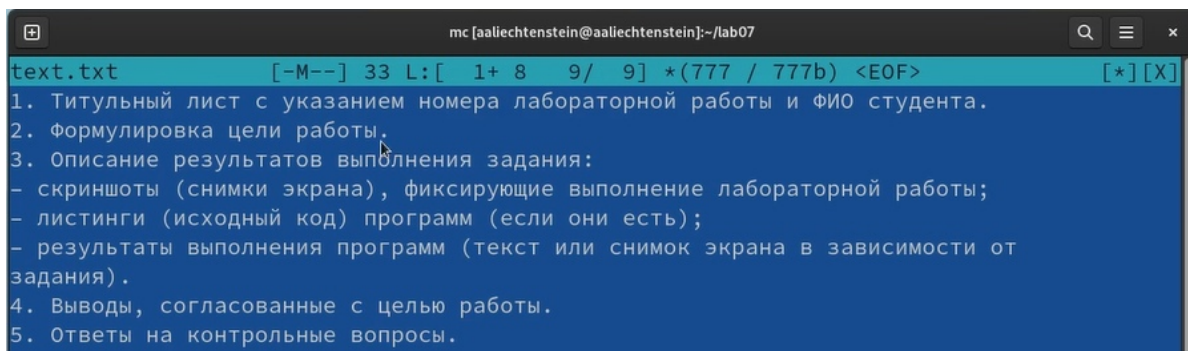 mc [aaliechtenstein@aaliechtenstein]:~/lab07
text.txt [-M--] 33 L:[ 1+ 8 9/ 9] *(777 / 777b) <EOF> [*][X]
1. Титульный лист с указанием номера лабораторной работы и ФИО студента.
2. Формулировка цели работы.
3. Описание результатов выполнения задания:
– скриншоты (снимки экрана), фиксирующие выполнение лабораторной работы;
– листинги (исходный код) программ (если они есть);
– результаты выполнения программ (текст или снимок экрана в зависимости от
задания).
4. Выводы, согласованные с целью работы.
5. Ответы на контрольные вопросы.